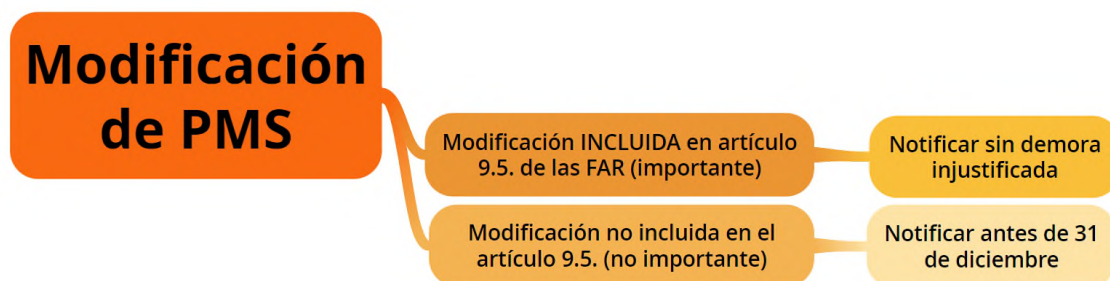 Modificación
de PMS
Modificación INCLUIDA en artículo
9.5. de las FAR (importante)
Notificar sin demora
injustificada
Modificación no incluida en el
artículo 9.5. (no importante)
Notificar antes de 31
de diciembre